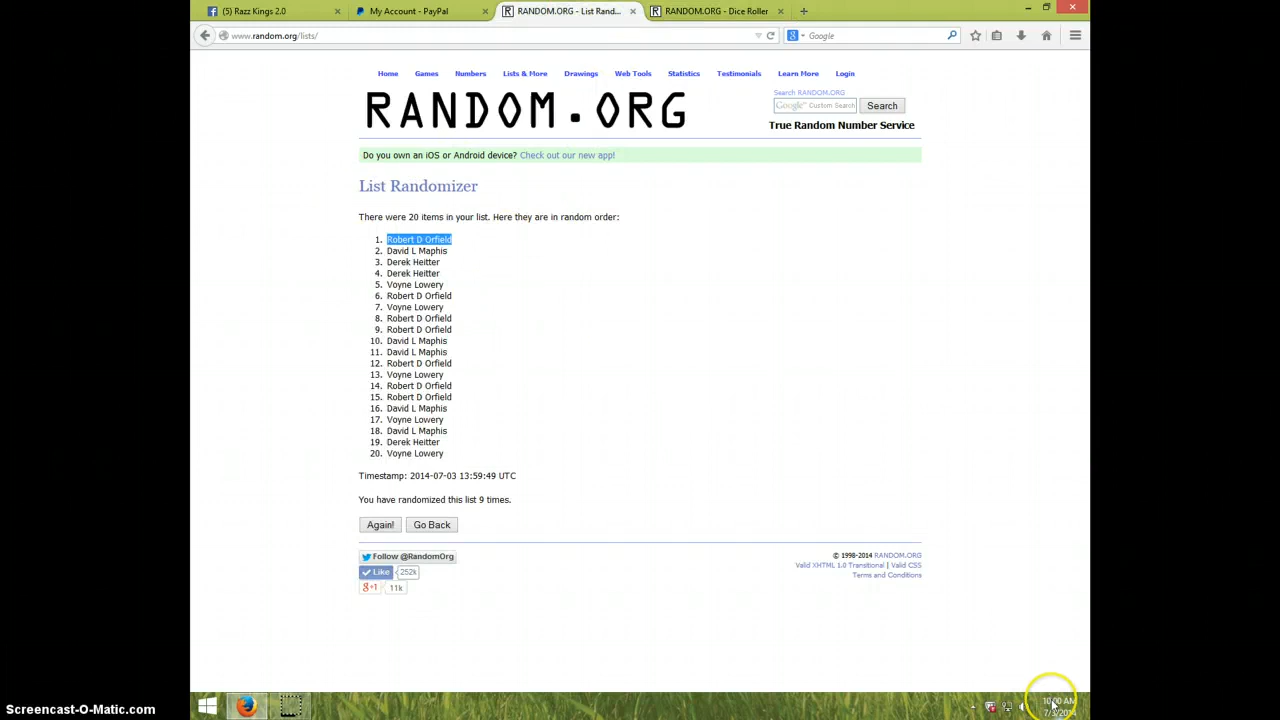 (5) Razz Kings 2.0
My Account - PayPal
RANDOM.ORG - List Rand...
RANDOM.ORG - Dice Roller
www.random.org/lists/
Google
Home Games Numbers Lists & More Drawings Web Tools Statistics Testimonials Learn More Login
RANDOM.ORG
Search RANDOM.ORG
Google™ Custom Search
Search
True Random Number Service
Do you own an iOS or Android device? Check out our new app!
List Randomizer
There were 20 items in your list. Here they are in random order:
1. Robert D Orfield
2. David L Maphis
3. Derek Heitter
4. Derek Heitter
5. Voyne Lowery
6. Robert D Orfield
7. Voyne Lowery
8. Robert D Orfield
9. Robert D Orfield
10. David L Maphis
11. David L Maphis
12. Robert D Orfield
13. Voyne Lowery
14. Robert D Orfield
15. Robert D Orfield
16. David L Maphis
17. Voyne Lowery
18. David L Maphis
19. Derek Heitter
20. Voyne Lowery
Timestamp: 2014-07-03 13:59:49 UTC
You have randomized this list 9 times.
Again! Go Back
Follow @RandomOrg
Like 252k
g+1 11k
© 1998-2014 RANDOM.ORG
Valid XHTML 1.0 Transitional | Valid CSS
Terms and Conditions
10:00 AM
7/3/2014
Screencast-O-Matic.com